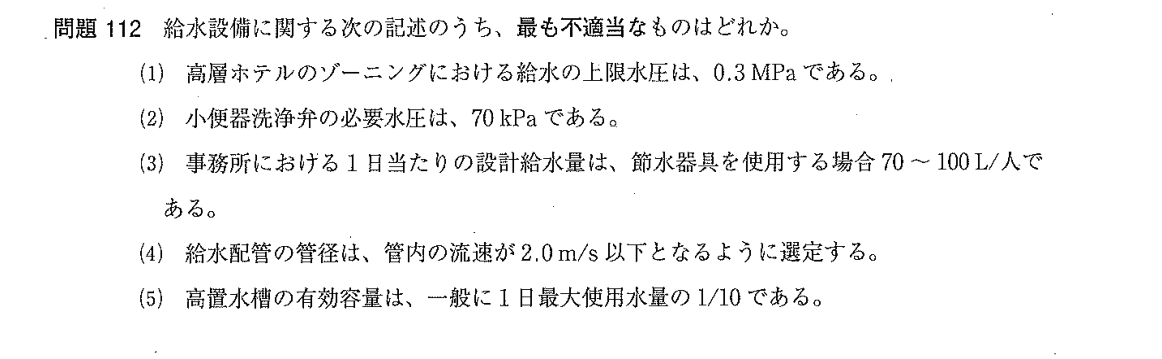 問題 112 給水設備に関する次の記述のうち、最も不適当なものはどれか。
(1) 高層ホテルのゾーニングにおける給水の上限水圧は、0.3 MPa である。
(2) 小便器洗浄弁の必要水圧は、70 kPa である。
(3) 事務所における 1 日当たりの設計給水量は、節水器具を使用する場合 70 ～ 100 L/人で
ある。
(4) 給水配管の管径は、管内の流速が 2.0 m/s 以下となるように選定する。
(5) 高置水槽の有効容量は、一般に 1 日最大使用水量の 1/10 である。